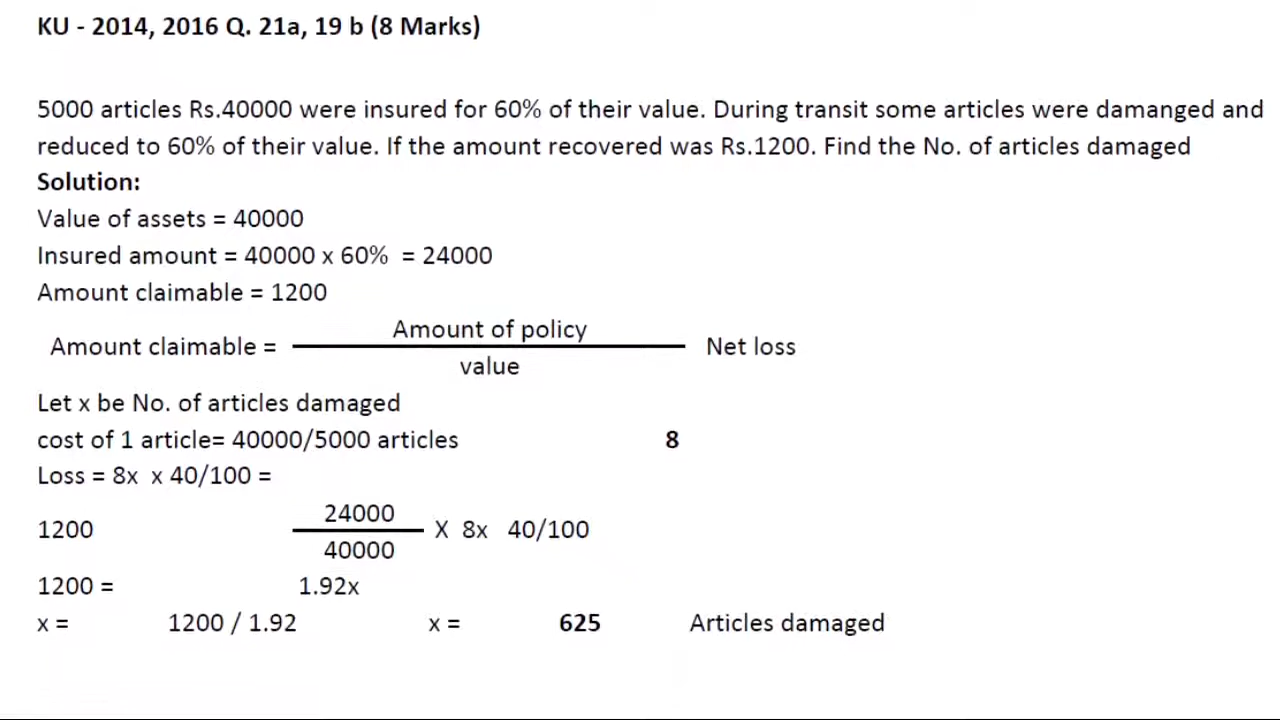 KU - 2014, 2016 Q. 21a, 19 b (8 Marks)
5000 articles Rs.40000 were insured for 60% of their value. During transit some articles were damanged and
reduced to 60% of their value. If the amount recovered was Rs.1200. Find the No. of articles damaged
Solution:
Value of assets = 40000
Insured amount = 40000 x 60% = 24000
Amount claimable = 1200
Amount of policy
Amount claimable = Net loss
value
Let x be No. of articles damaged
cost of 1 article= 40000/5000 articles 8
Loss = 8x x 40/100 =
24000
1200 X 8x 40/100
40000
1200 = 1.92x
x = 1200 / 1.92 x = 625 Articles damaged